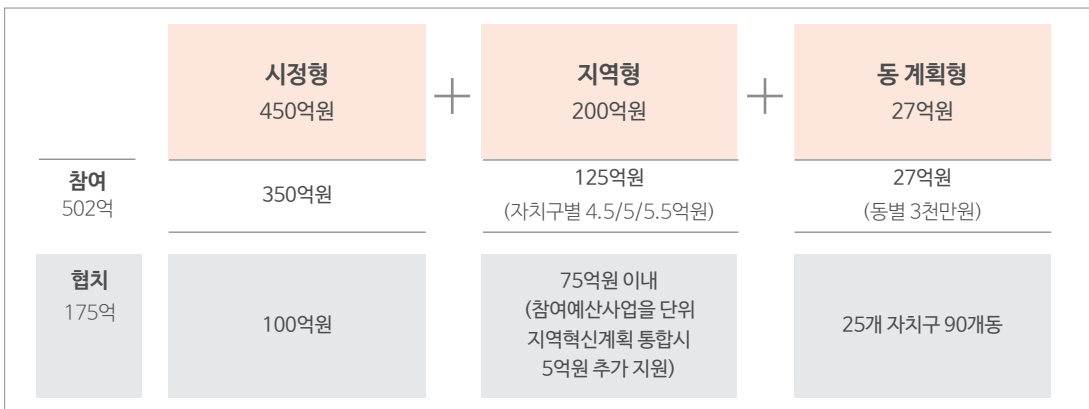 시정형
450억원
+
지역형
200억원
+
동 계획형
27억원
참여
502억
350억원
125억원
(자치구별 4.5/5/5.5억원)
27억원
(동별 3천만원)
협치
175억
100억원
75억원 이내
(참여예산사업을 단위
지역혁신계획 통합시
5억원 추가 지원)
25개 자치구 90개동